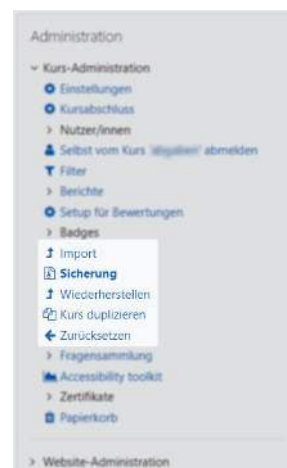 Administration
Kurs-Administration
Einstellungen
Kursabschluss
Nutzer/innen
Selbst vom Kurs abmelden
Filter
Berichte
Setup für Bewertungen
Badges
Import
Sicherung
Wiederherstellen
Kurs duplizieren
Zurücksetzen
Fragensammlung
Accessibility toolkit
Zertifikate
Papierkorb
Website-Administration